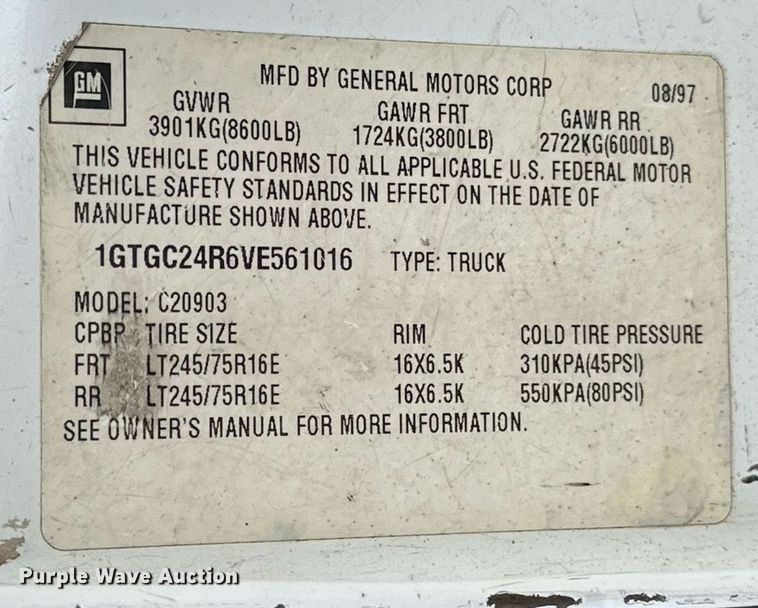 GM
MFD BY GENERAL MOTORS CORP 08/97
GVWR GAWR FRT GAWR RR
3901KG(8600LB) 1724KG(3800LB) 2722KG(6000LB)
THIS VEHICLE CONFORMS TO ALL APPLICABLE U.S. FEDERAL MOTOR
VEHICLE SAFETY STANDARDS IN EFFECT ON THE DATE OF
MANUFACTURE SHOWN ABOVE.
1GTGC24R6VE561016 TYPE: TRUCK
MODEL: C20903
CPBP TIRE SIZE RIM COLD TIRE PRESSURE
FRT LT245/75R16E 16X6.5K 310KPA(45PSI)
RR LT245/75R16E 16X6.5K 550KPA(80PSI)
SEE OWNER'S MANUAL FOR MORE INFORMATION.
Purple Wave Auction